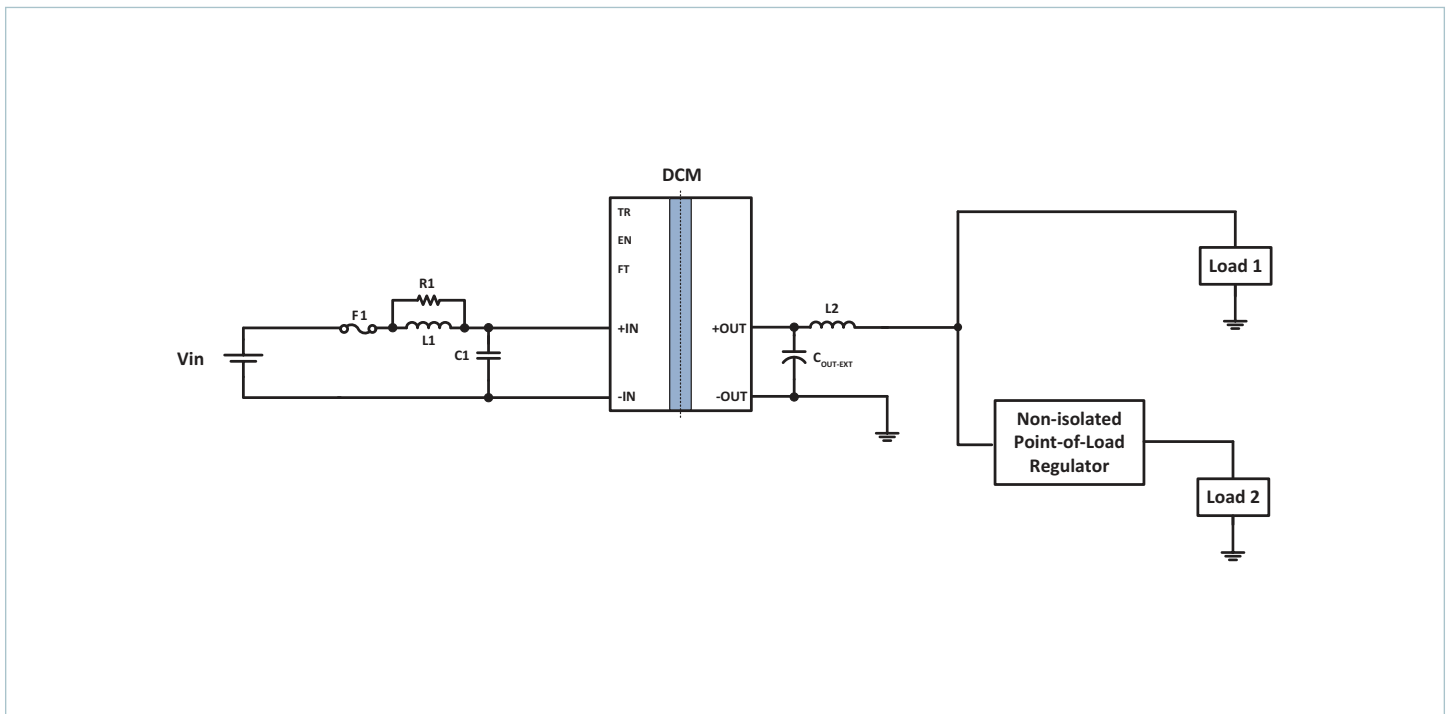 DCM
TR
EN
FT
R1
F1
L1
C1
Vin
+IN
-IN
+OUT
-OUT
L2
COUT-EXT
Load 1
Non-isolated
Point-of-Load
Regulator
Load 2